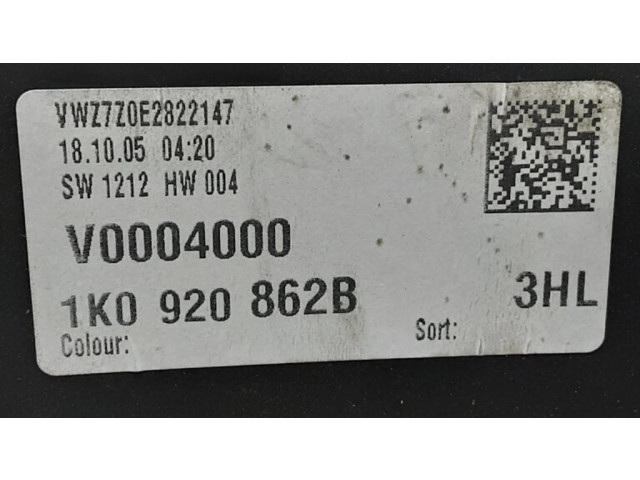 VWZ7Z0E2822147
18.10.05 04:20
SW 1212 HW 004
V0004000
1K0 920 862B 3HL
Colour: Sort: